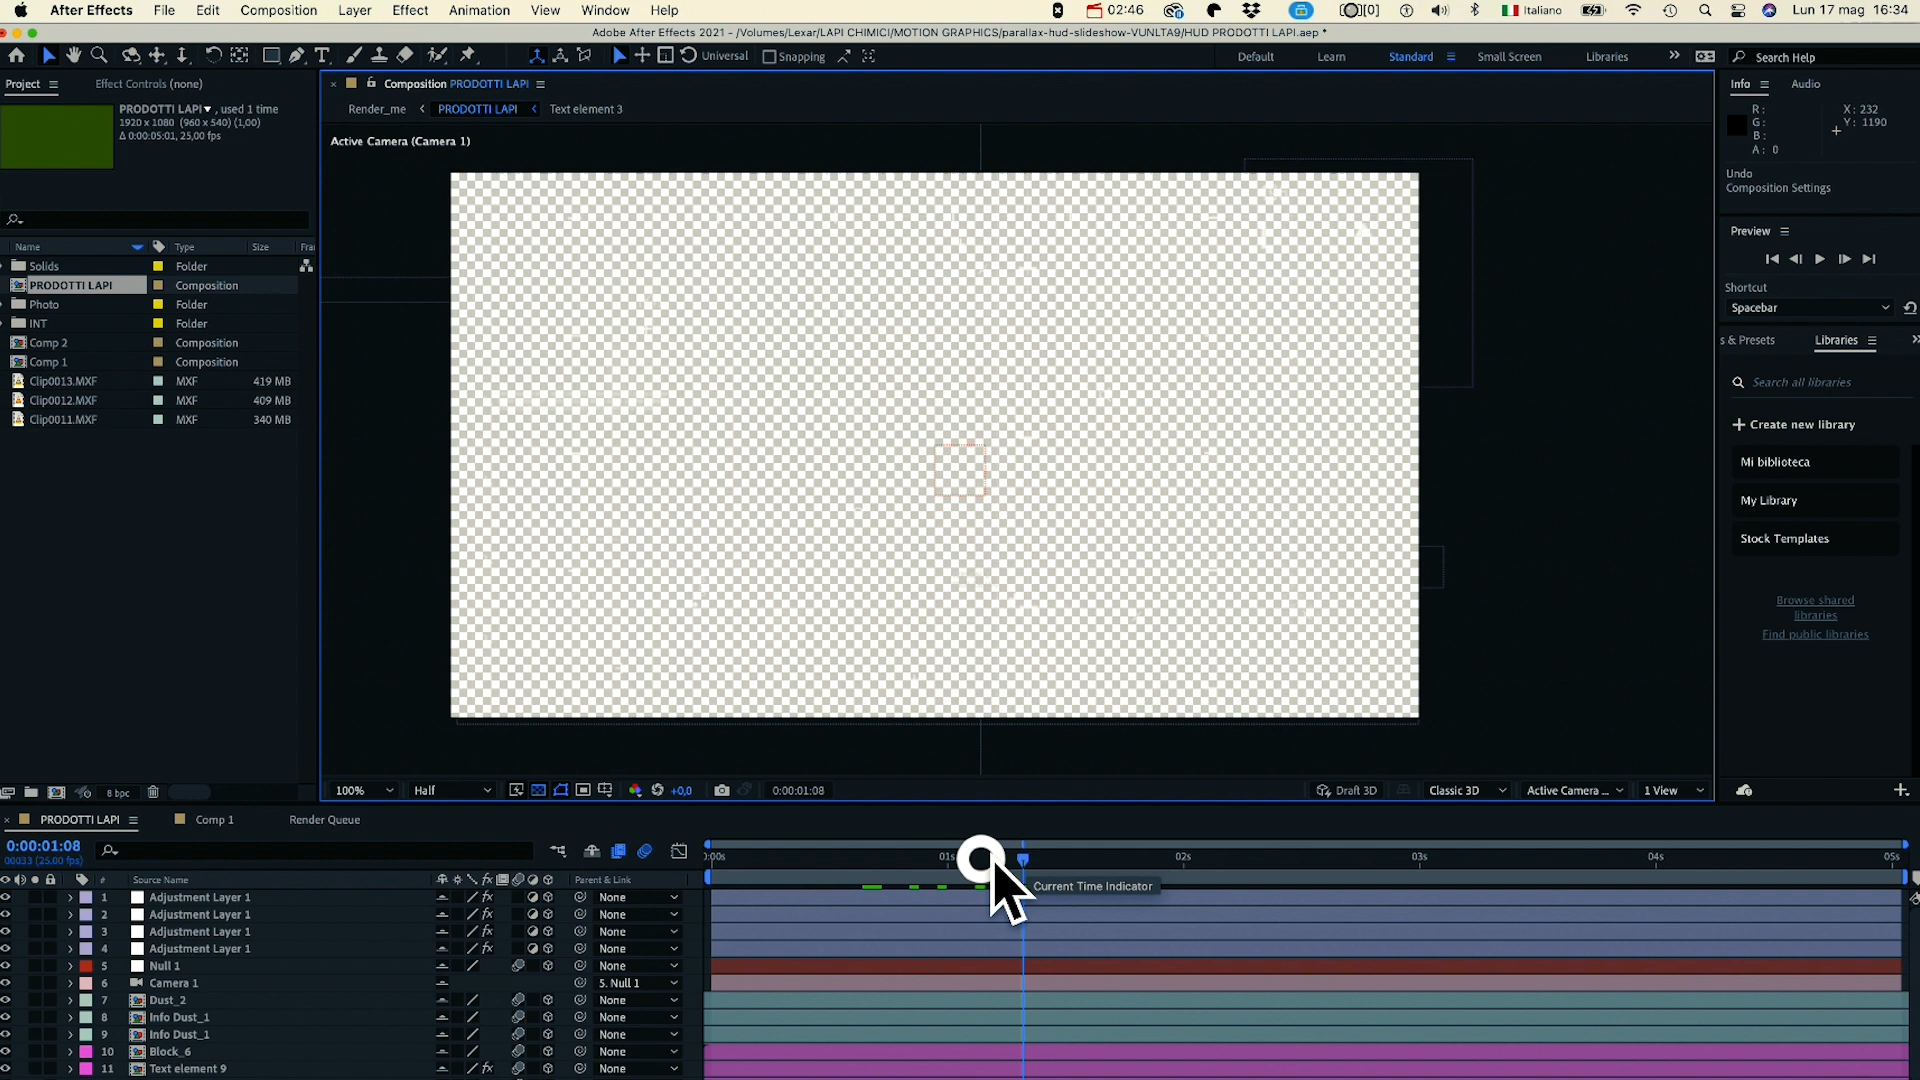 After Effects File Edit Composition Layer Effect Animation View Window Help 02:46 [0] Italiano Lun 17 mag 16:34
Adobe After Effects 2021 - /Volumes/Lexar/LAPI CHIMICI/MOTION GRAPHICS/parallax-hud-slideshow-VUNLTA9/HUD PRODOTTI LAPI.aep *
Universal Snapping Default Learn Standard Small Screen Libraries Search Help
Project Effect Controls (none)
PRODOTTI LAPI , used 1 time
1920 x 1080 (960 x 540) (1,00)
Δ 0:00:05:01, 25,00 fps
Name Type Size Fra
Solids Folder
PRODOTTI LAPI Composition
Photo Folder
INT Folder
Comp 2 Composition
Comp 1 Composition
Clip0013.MXF MXF 419 MB
Clip0012.MXF MXF 409 MB
Clip0011.MXF MXF 340 MB
8 bpc
Composition PRODOTTI LAPI
Render_me PRODOTTI LAPI Text element 3
Active Camera (Camera 1)
100% Half +0,0 0:00:01:08 Draft 3D Classic 3D Active Camera ... 1 View
Info Audio
R: X: 232
G: Y: 1190
B:
A: 0
Undo
Composition Settings
Preview
Shortcut
Spacebar
s & Presets Libraries
Search all libraries
Create new library
Mi biblioteca
My Library
Stock Templates
Browse shared
libraries
Find public libraries
PRODOTTI LAPI Comp 1 Render Queue
0:00:01:08
00033 (25.00 fps)
:00s 01s 02s 03s 04s 05s
# Source Name Parent & Link
Current Time Indicator
1 Adjustment Layer 1 None
2 Adjustment Layer 1 None
3 Adjustment Layer 1 None
4 Adjustment Layer 1 None
5 Null 1 None
6 Camera 1 5. Null 1
7 Dust_2 None
8 Info Dust_1 None
9 Info Dust_1 None
10 Block_6 None
11 Text element 9 None